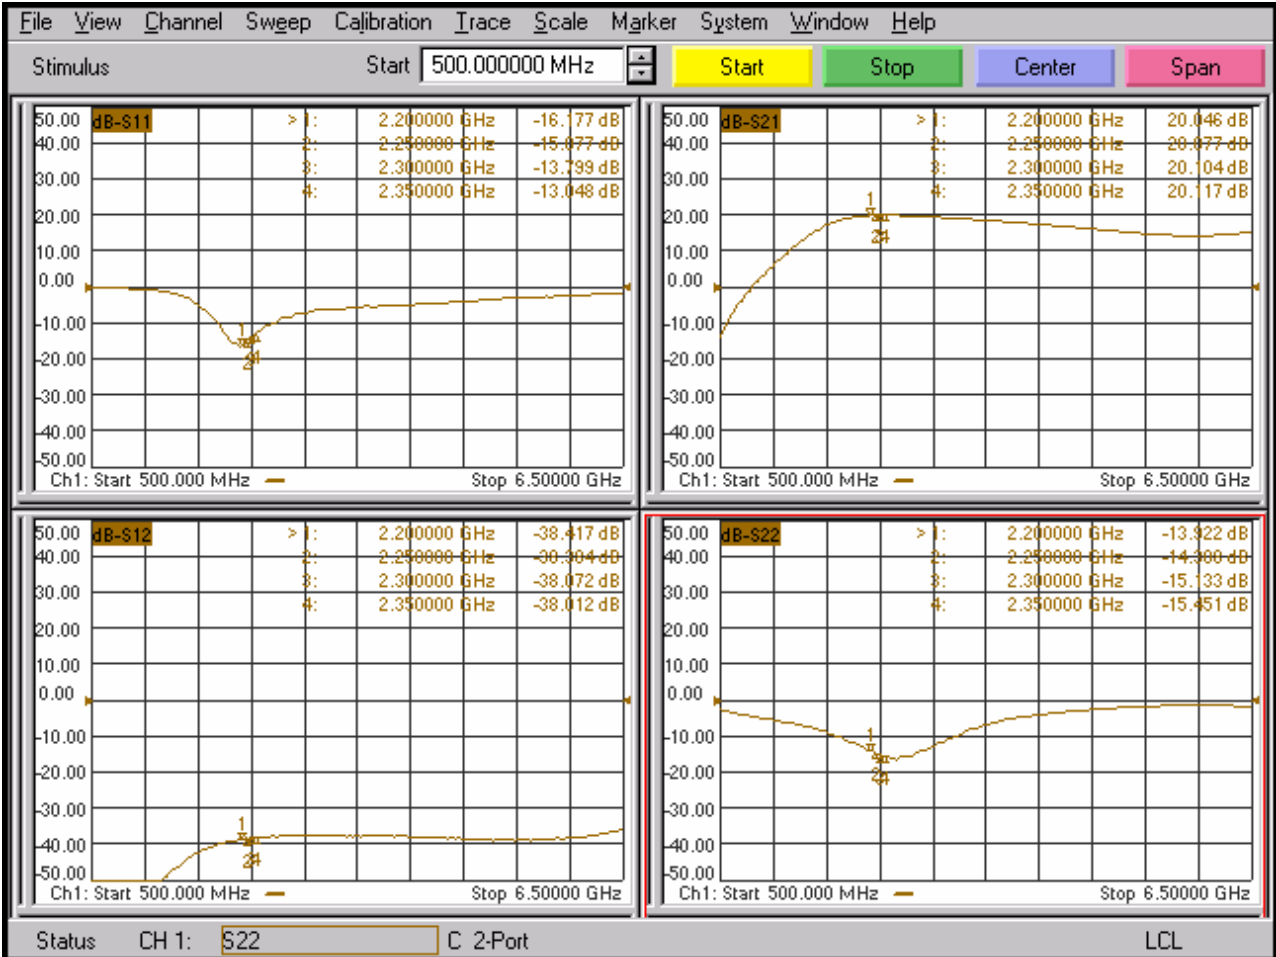 File View Channel Sweep Calibration Trace Scale Marker System Window Help
Stimulus Start 500.000000 MHz Start Stop Center Span
50.00 dB-S11 > 1: 2.200000 GHz -16.177 dB
40.00 2: 2.250000 GHz
3: 2.300000 GHz -13.799 dB
30.00 4: 2.350000 GHz -13.048 dB
20.00
10.00
0.00
-10.00
1
-20.00
-30.00
-40.00
-50.00
Ch1: Start 500.000 MHz Stop 6.50000 GHz
50.00 dB-S21 > 1: 2.200000 GHz 20.046 dB
40.00 2: 2.250000 GHz
3: 2.300000 GHz 20.104 dB
30.00 4: 2.350000 GHz 20.117 dB
1
20.00
24
10.00
0.00
-10.00
-20.00
-30.00
-40.00
-50.00
Ch1: Start 500.000 MHz Stop 6.50000 GHz
50.00 dB-S12 > 1: 2.200000 GHz -38.417 dB
40.00 2: 2.250000 GHz
3: 2.300000 GHz -38.072 dB
30.00 4: 2.350000 GHz -38.012 dB
20.00
10.00
0.00
-10.00
-20.00
-30.00
1
-40.00
24
-50.00
Ch1: Start 500.000 MHz Stop 6.50000 GHz
50.00 dB-S22 > 1: 2.200000 GHz -13.922 dB
40.00 2: 2.250000 GHz
3: 2.300000 GHz -15.133 dB
30.00 4: 2.350000 GHz -15.451 dB
20.00
10.00
0.00
-10.00
1
-20.00
24
-30.00
-40.00
-50.00
Ch1: Start 500.000 MHz Stop 6.50000 GHz
Status CH 1: S22 C 2-Port LCL